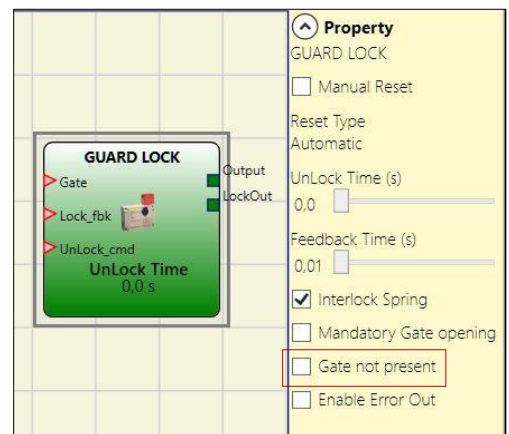 GUARD LOCK
Gate
Lock_fbk
UnLock_cmd
Output
LockOut
UnLock Time
0,0 s
Property
GUARD LOCK
Manual Reset
Reset Type
Automatic
UnLock Time (s)
0,0
Feedback Time (s)
0,01
Interlock Spring
Mandatory Gate opening
Gate not present
Enable Error Out